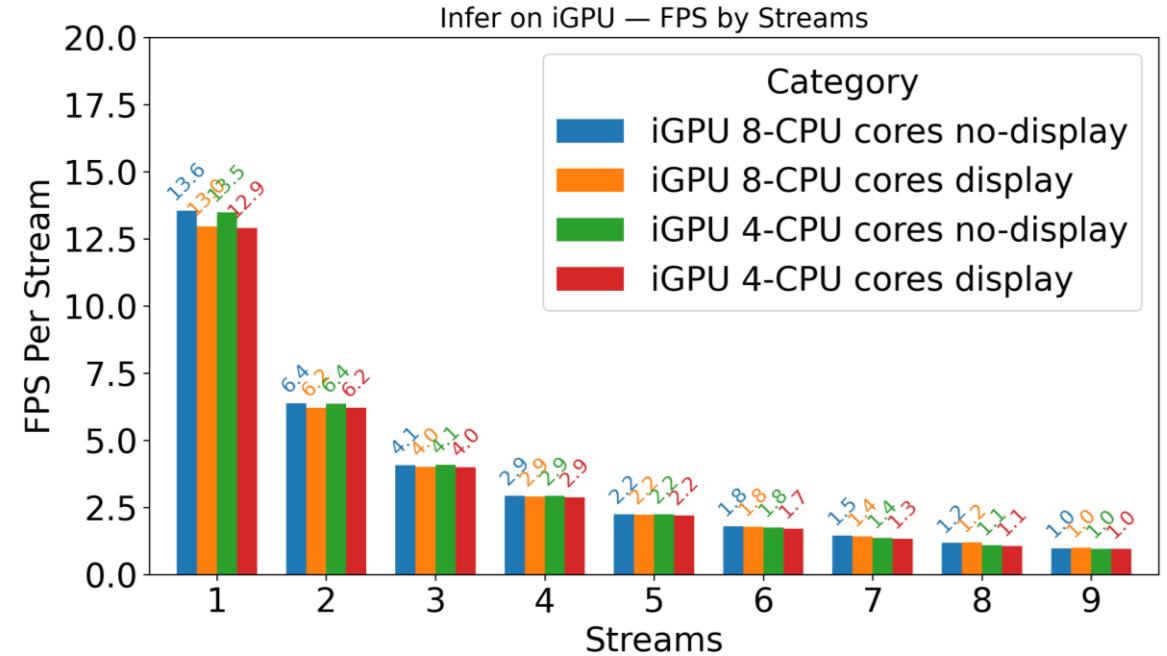 Infer on iGPU — FPS by Streams
FPS Per Stream
20.0
17.5
15.0
12.5
10.0
7.5
5.0
2.5
0.0
Category
iGPU 8-CPU cores no-display
iGPU 8-CPU cores display
iGPU 4-CPU cores no-display
iGPU 4-CPU cores display
13.6 13.0 13.5 12.9
6.4 6.2 6.4 6.2
4.1 4.0 4.1 4.0
2.9 2.9 2.9 2.9
2.2 2.2 2.2 2.2
1.8 1.8 1.8 1.7
1.5 1.4 1.4 1.3
1.2 1.2 1.1 1.1
1.0 1.0 1.0 1.0
1 2 3 4 5 6 7 8 9
Streams